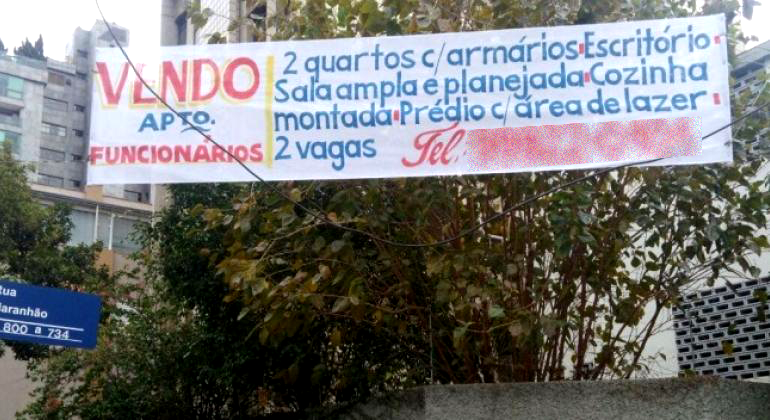 VENDO
APTO.
FUNCIONÁRIOS
2 quartos c/armários Escritório
Sala ampla e planejada Cozinha
montada Prédio c/área de lazer
2 vagas Tel.
Rua
Maranhão
800 a 734